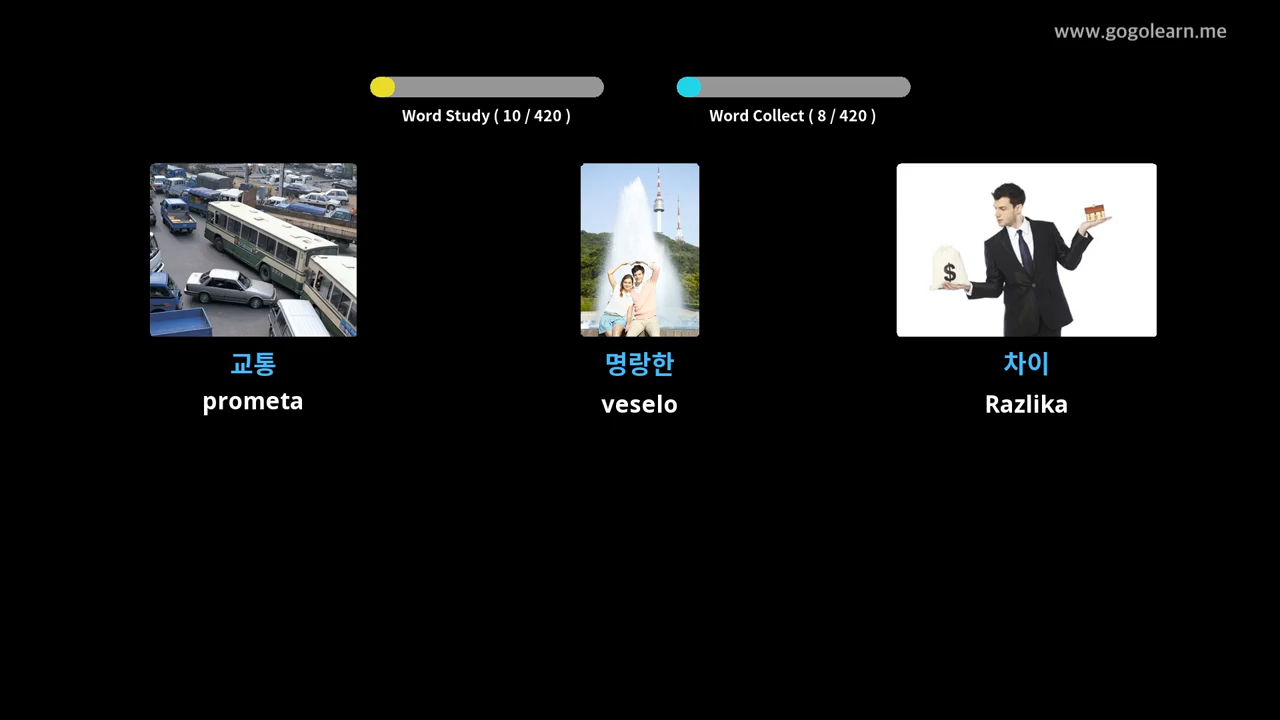 www.gogolearn.me
Word Study ( 10 / 420 )
Word Collect ( 8 / 420 )
교통
명랑한
차이
prometa
veselo
Razlika
$